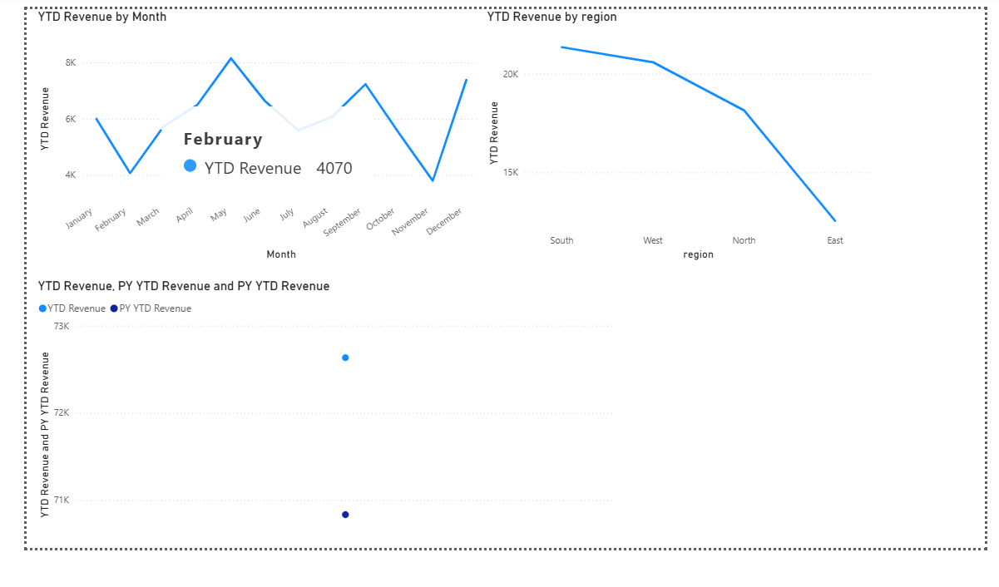 YTD Revenue by Month
8K
6K
4K
YTD Revenue
February
YTD Revenue 4070
January
February
March
April
May
June
July
August
September
October
November
December
Month
YTD Revenue by region
20K
15K
YTD Revenue
South
West
North
East
region
YTD Revenue, PY YTD Revenue and PY YTD Revenue
YTD Revenue PY YTD Revenue
73K
72K
71K
YTD Revenue and PY YTD Revenue